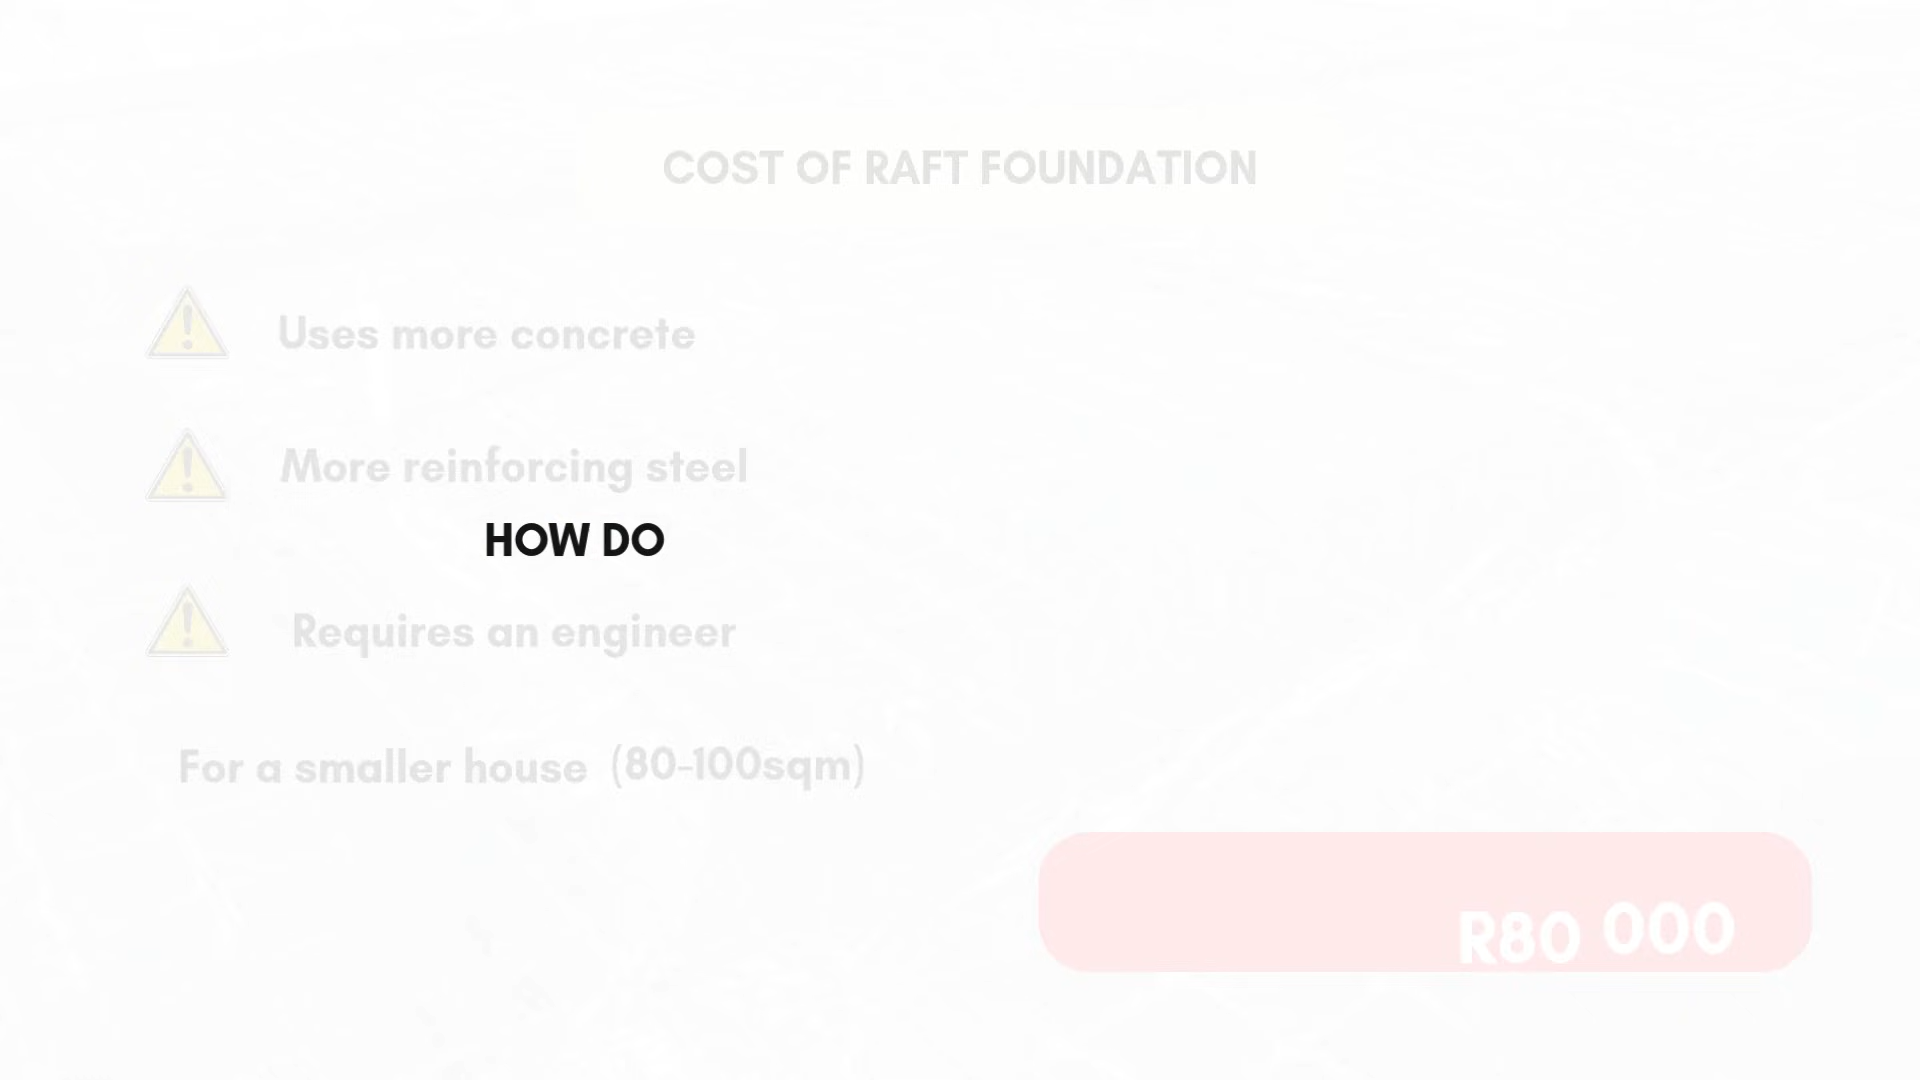 COST OF RAFT FOUNDATION
Uses more concrete
More reinforcing steel
HOW DO
Requires an engineer
For a smaller house (80-100sqm)
R80 000